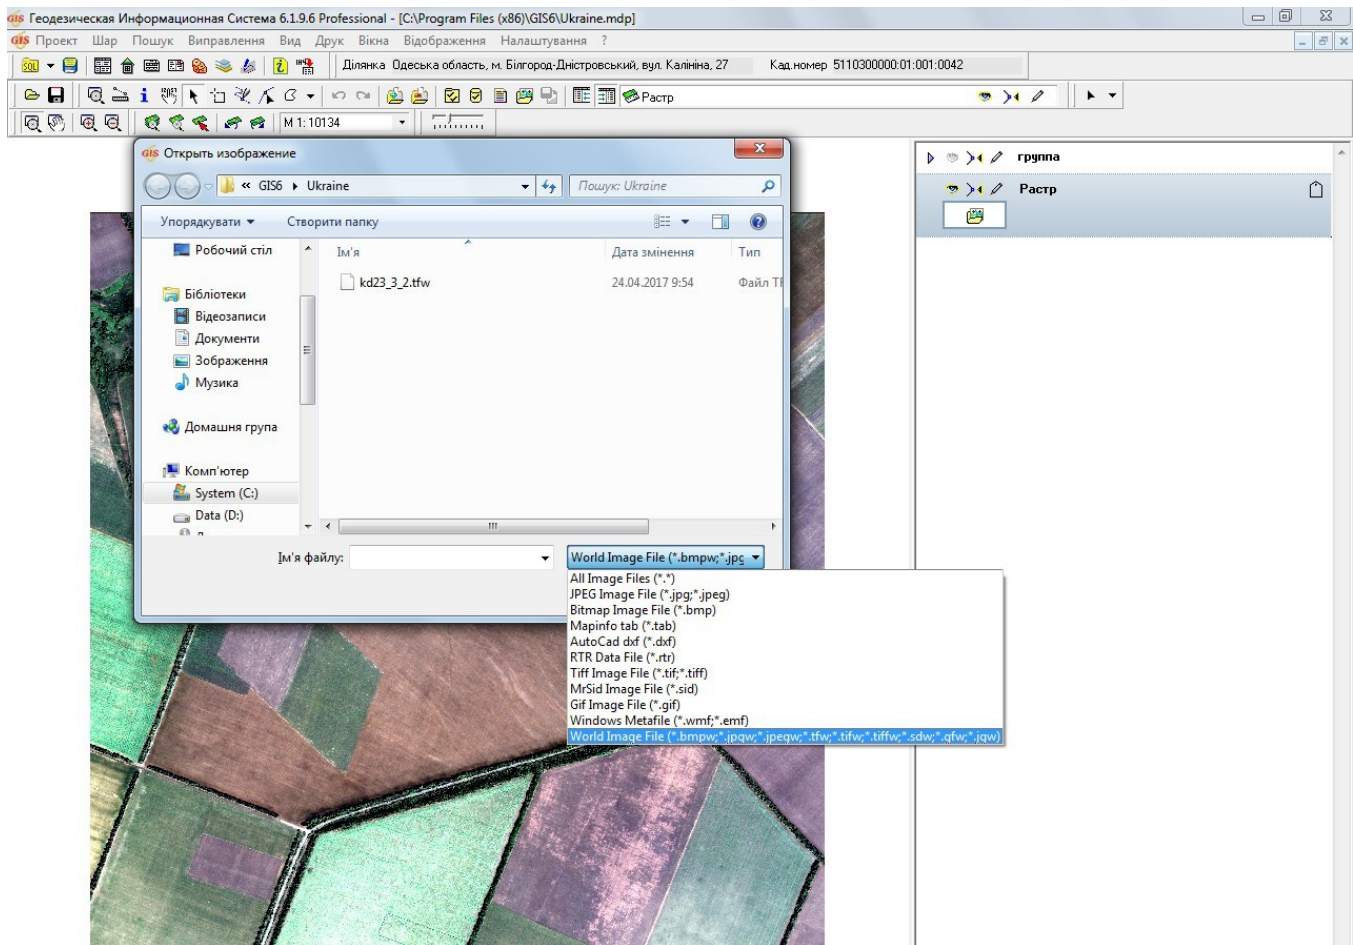 Геодезическая Информационная Система 6.1.9.6 Professional - [C:\Program Files (x86)\GIS6\Ukraine.mdp]
GIS Проект Шар Пошук Виправлення Вид Друк Вікна Відображення Налаштування ?
SQL Ділянка Одеська область, м. Білгород-Дністровський, вул. Калініна, 27 Кад.номер 5110300000:01:001:0042
Растр
M 1: 10134
GIS Открыть изображение
« GIS6 Ukraine Пошук: Ukraine
Упорядкувати Створити папку
Робочий стіл
Бібліотеки
Відеозаписи
Документи
Зображення
Музика
Домашня група
Комп'ютер
System (C:)
Data (D:)
Ім'я Дата змінення Тип
kd23_3_2.tfw 24.04.2017 9:54 Файл TF
Ім'я файлу: World Image File (*.bmpw;*.jpg
All Image Files (*.*)
JPEG Image File (*.jpg;*.jpeg)
Bitmap Image File (*.bmp)
Mapinfo tab (*.tab)
AutoCad dxf (*.dxf)
RTR Data File (*.rtr)
Tiff Image File (*.tif;*.tiff)
MrSid Image File (*.sid)
Gif Image File (*.gif)
Windows Metafile (*.wmf;*.emf)
World Image File (*.bmpw;*.jpgw;*.jpegw;*.tfw;*.tifw;*.tiffw;*.sdw;*.gfw;*.jgw)
группа
Растр